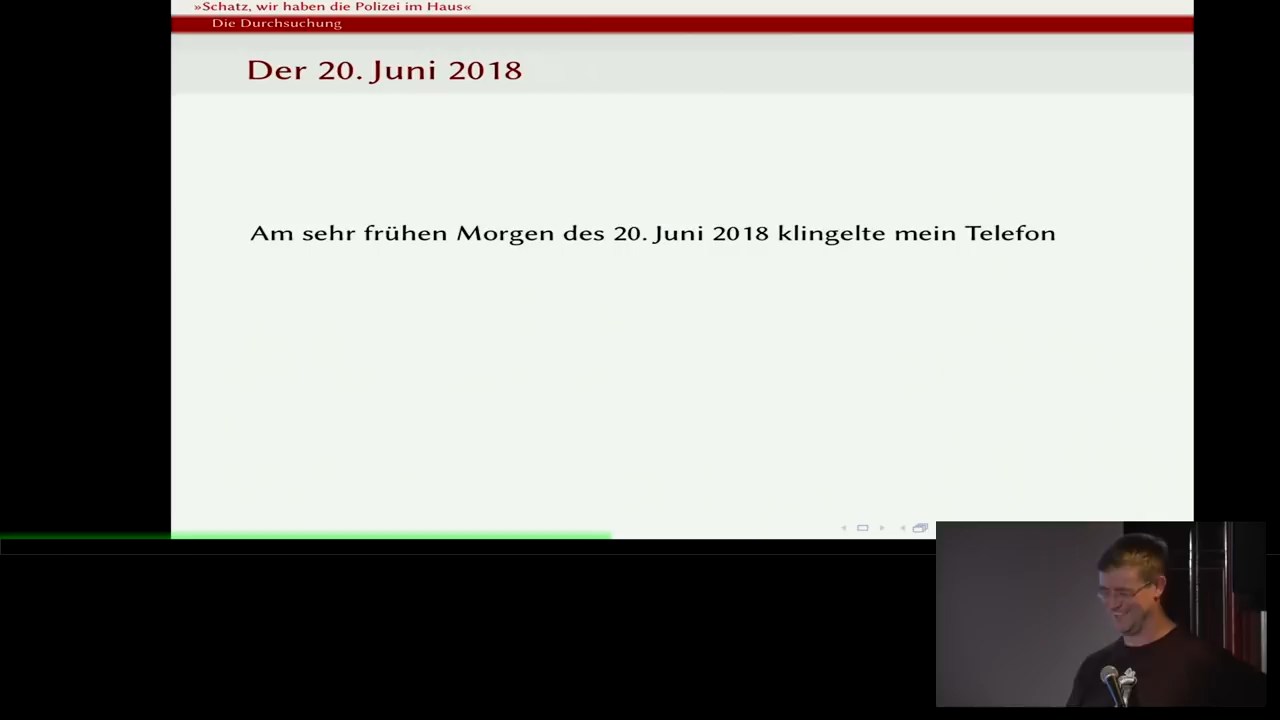 »Schatz, wir haben die Polizei im Haus«
Die Durchsuchung
Der 20. Juni 2018
Am sehr frühen Morgen des 20. Juni 2018 klingelte mein Telefon